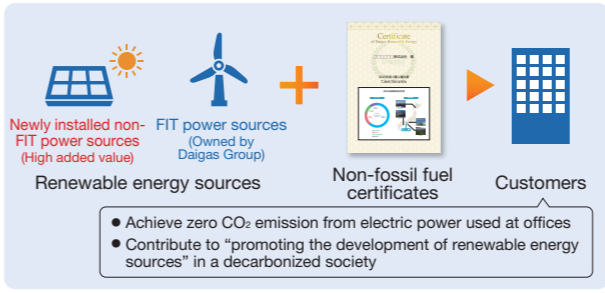 Certificate
Newly installed non-
FIT power sources
(High added value)
FIT power sources
(Owned by
Daigas Group)
Renewable energy sources
Non-fossil fuel
certificates
Customers
● Achieve zero CO₂ emission from electric power used at offices
● Contribute to “promoting the development of renewable energy
sources” in a decarbonized society